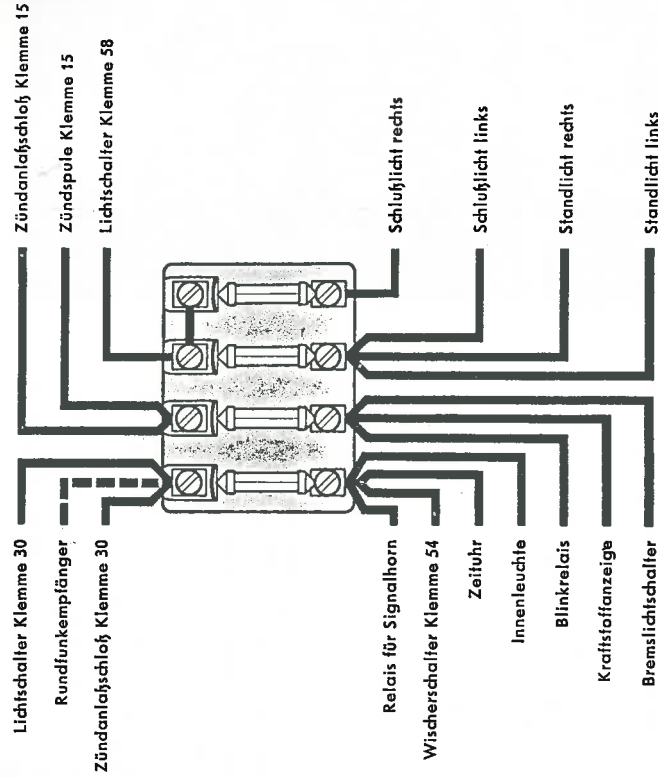 Zündanlaßschloß Klemme 15
Zündspule Klemme 15
Lichtschalter Klemme 58
Lichtschalter Klemme 30
Rundfunkempfänger
Zündanlaßschloß Klemme 30
Schlußlicht rechts
Schlußlicht links
Standlicht rechts
Standlicht links
Relais für Signalhorn
Wischerschalter Klemme 54
Zeituhr
Innenleuchte
Blinkrelais
Kraftstoffanzeige
Bremslichtschalter